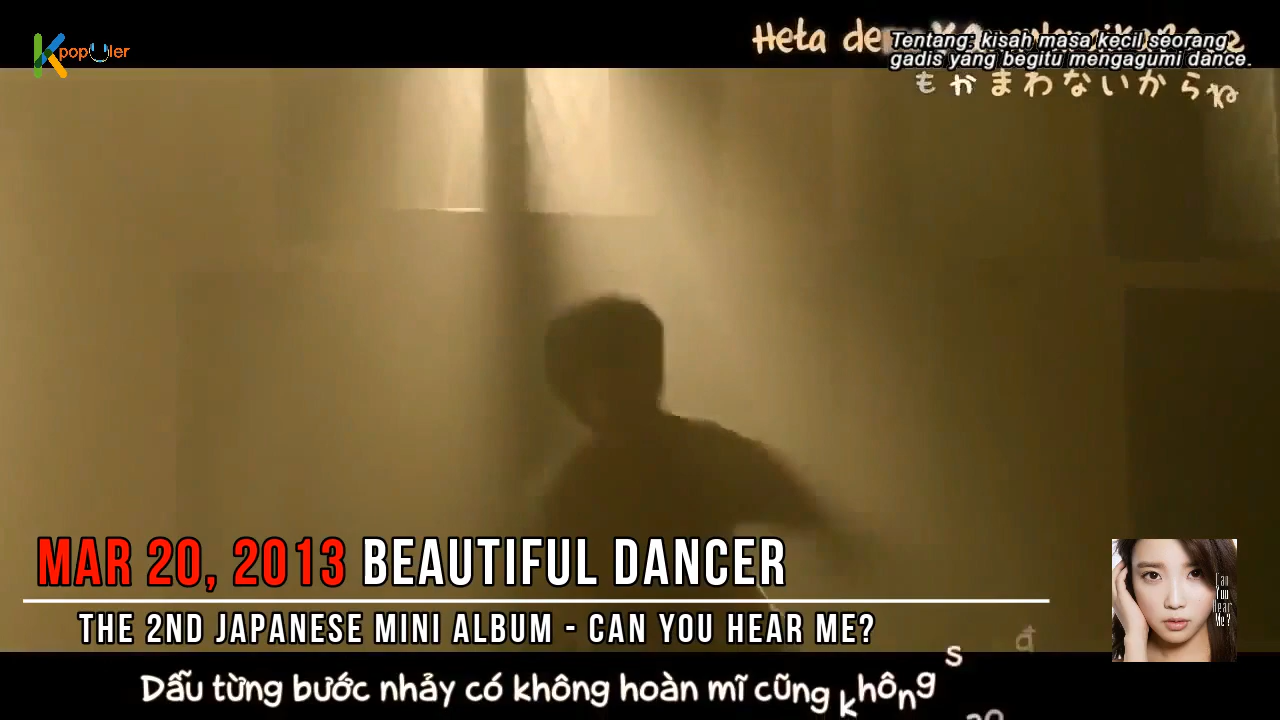 Kpopuler
Heta demo
Tentang: kisah masa kecil seorang
gadis yang begitu mengagumi dance.
もかまわないからね
MAR 20, 2013 BEAUTIFUL DANCER
THE 2ND JAPANESE MINI ALBUM - CAN YOU HEAR ME?
Can
You
Hear
Me?
Dẫu từng bước nhảy có không hoàn mĩ cũng không s